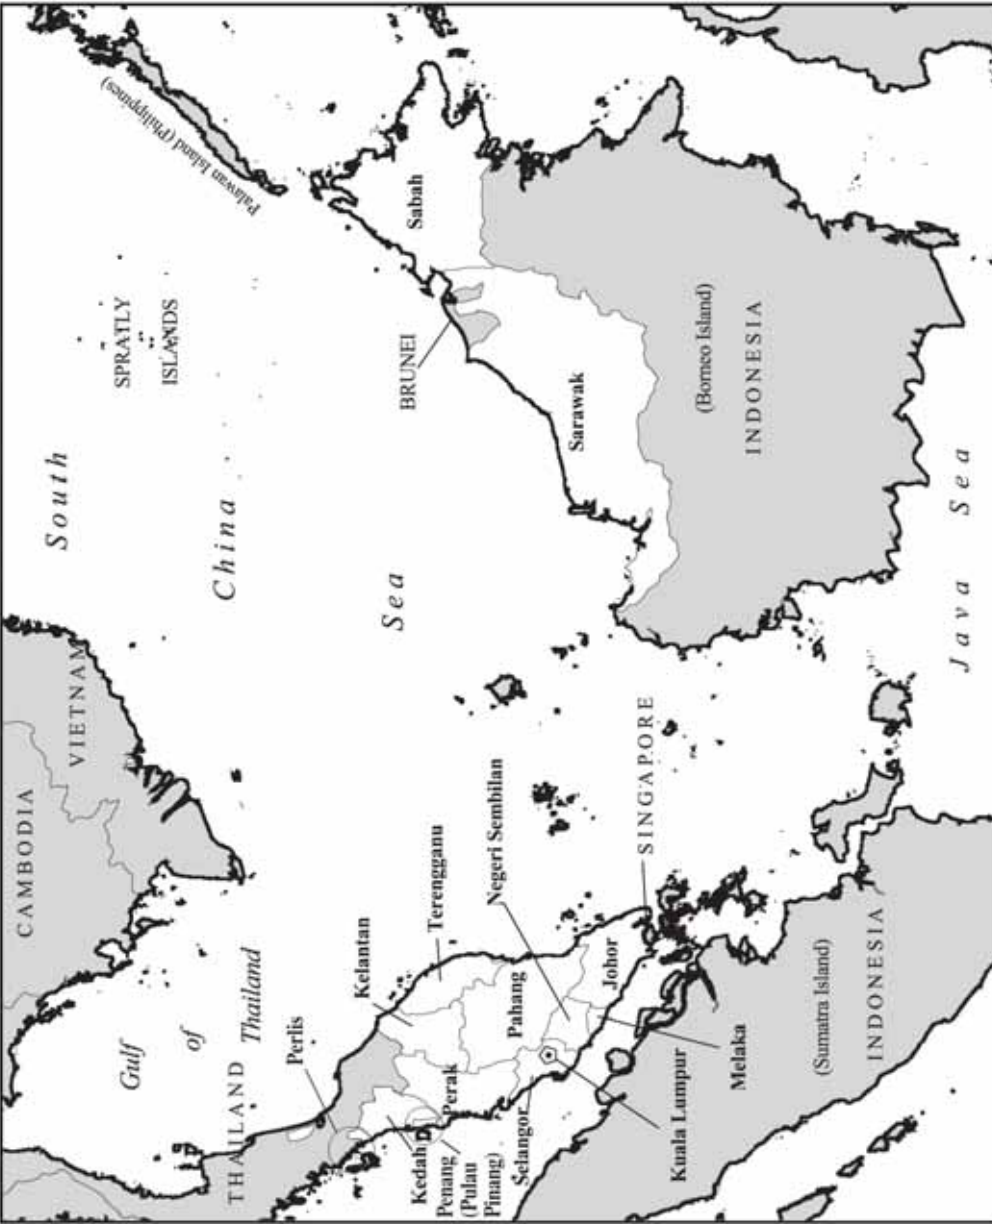 CAMBODIA
VIETNAM
THAILAND
Gulf
of
Thailand
South
China
Sea
SPRATLY
ISLANDS
Palawan Island (Philippines)
Perlis
Kelantan
Terengganu
Kedah
Penang
(Pulau
Pinang)
Perak
Pahang
Selangor
Negeri Sembilan
Johor
SINGAPORE
Kuala Lumpur
Melaka
(Sumatra Island)
INDONESIA
BRUNEI
Sabah
Sarawak
(Borneo Island)
INDONESIA
Java Sea